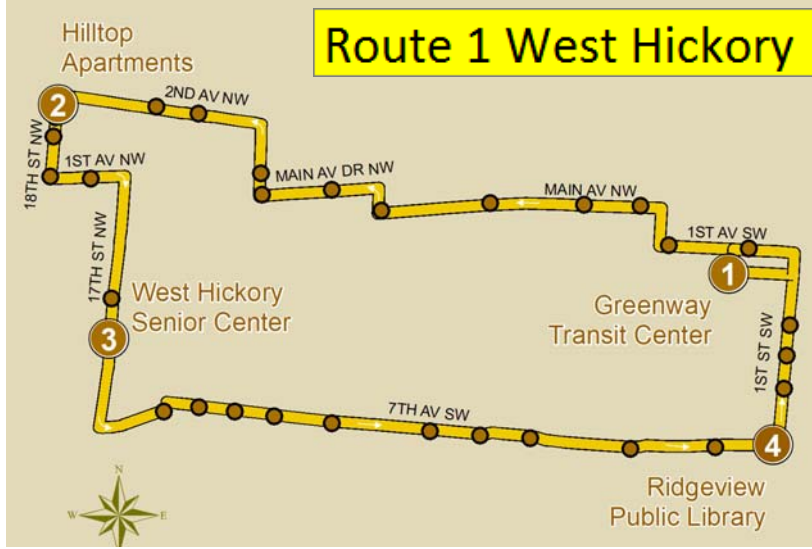 Route 1 West Hickory
Hilltop
Apartments
2
2ND AV NW
18TH ST NW
1ST AV NW
MAIN AV DR NW
MAIN AV NW
1ST AV SW
1
Greenway
Transit Center
17TH ST NW
West Hickory
Senior Center
3
1ST ST SW
7TH AV SW
4
Ridgeview
Public Library
N
W
E
S